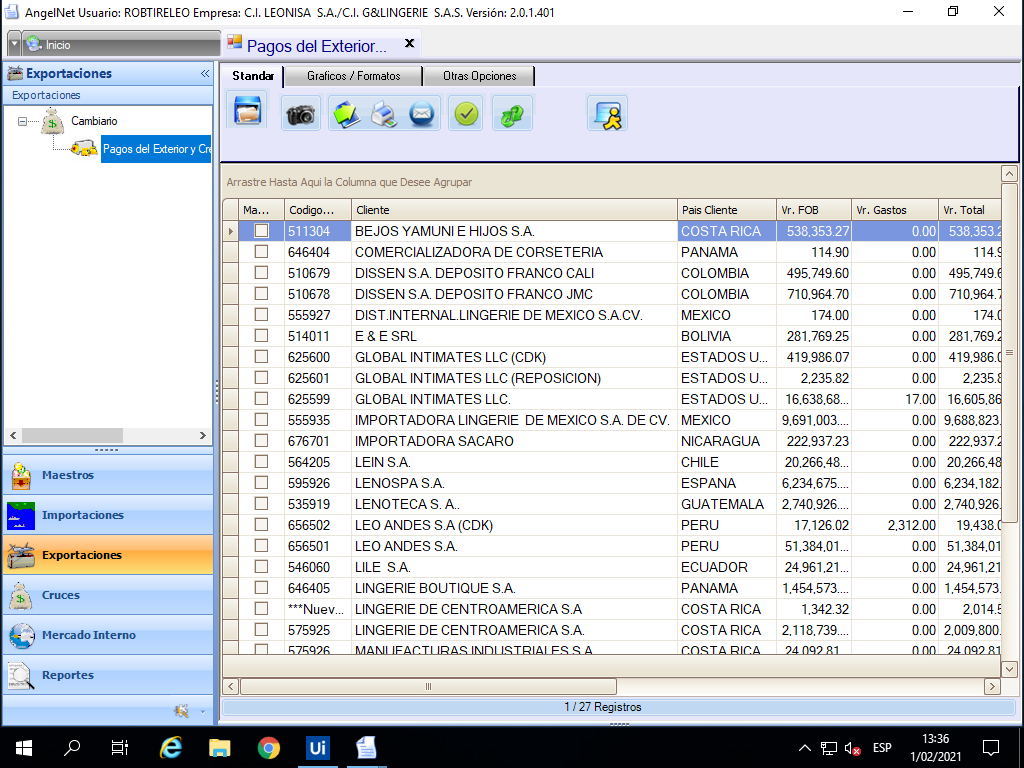 AngelNet Usuario: ROBTIRELEO Empresa: C.I. LEONISA  S.A./C.I. G&LINGERIE  S.A.S. Versión: 2.0.1.401
Inicio
Pagos del Exterior...
Exportaciones
Exportaciones
Cambiario
Pagos del Exterior y Cre
Standar
Graficos / Formatos
Otras Opciones
Arrastre Hasta Aqui la Columna que Desee Agrupar
Ma... Codigo... Cliente Pais Cliente Vr. FOB Vr. Gastos Vr. Total
511304 BEJOS YAMUNI E HIJOS S.A. COSTA RICA 538,353.27 0.00 538,353.2
646404 COMERCIALIZADORA DE CORSETERIA PANAMA 114.90 0.00 114.9
510679 DISSEN S.A. DEPOSITO FRANCO CALI COLOMBIA 495,749.60 0.00 495,749.6
510678 DISSEN S.A. DEPOSITO FRANCO JMC COLOMBIA 710,964.70 0.00 710,964.7
555927 DIST.INTERNAL.LINGERIE DE MEXICO S.A.CV. MEXICO 174.00 0.00 174.0
514011 E & E SRL BOLIVIA 281,769.25 0.00 281,769.2
625600 GLOBAL INTIMATES LLC (CDK) ESTADOS U... 419,986.07 0.00 419,986.0
625601 GLOBAL INTIMATES LLC (REPOSICION) ESTADOS U... 2,235.82 0.00 2,235.8
625599 GLOBAL INTIMATES LLC. ESTADOS U... 16,638,68... 17.00 16,605,86
555935 IMPORTADORA LINGERIE  DE MEXICO S.A. DE CV. MEXICO 9,691,003.... 0.00 9,688,823.
676701 IMPORTADORA SACARO NICARAGUA 222,937.23 0.00 222,937.2
564205 LEIN S.A. CHILE 20,266,48... 0.00 20,266,48
595926 LENOSPA S.A. ESPANA 6,234,675.... 0.00 6,234,182.
535919 LENOTECA S. A.. GUATEMALA 2,740,926.... 0.00 2,740,926.
656502 LEO ANDES S.A (CDK) PERU 17,126.02 2,312.00 19,438.0
656501 LEO ANDES S.A. PERU 51,384,01... 0.00 51,384,01
546060 LILE  S.A. ECUADOR 24,961,21... 0.00 24,961,21
646405 LINGERIE BOUTIQUE S.A. PANAMA 1,454,573.... 0.00 1,454,573.
***Nuev... LINGERIE DE CENTROAMERICA S.A COSTA RICA 1,342.32 0.00 2,014.5
575925 LINGERIE DE CENTROAMERICA S.A. COSTA RICA 2,118,739.... 0.00 2,009,800.
575926 MANUFACTURAS INDUSTRIALES S.A. COSTA RICA 24,092.81 0.00 24,092.81
1 / 27 Registros
Maestros
Importaciones
Exportaciones
Cruces
Mercado Interno
Reportes
Ui
ESP
13:36
1/02/2021